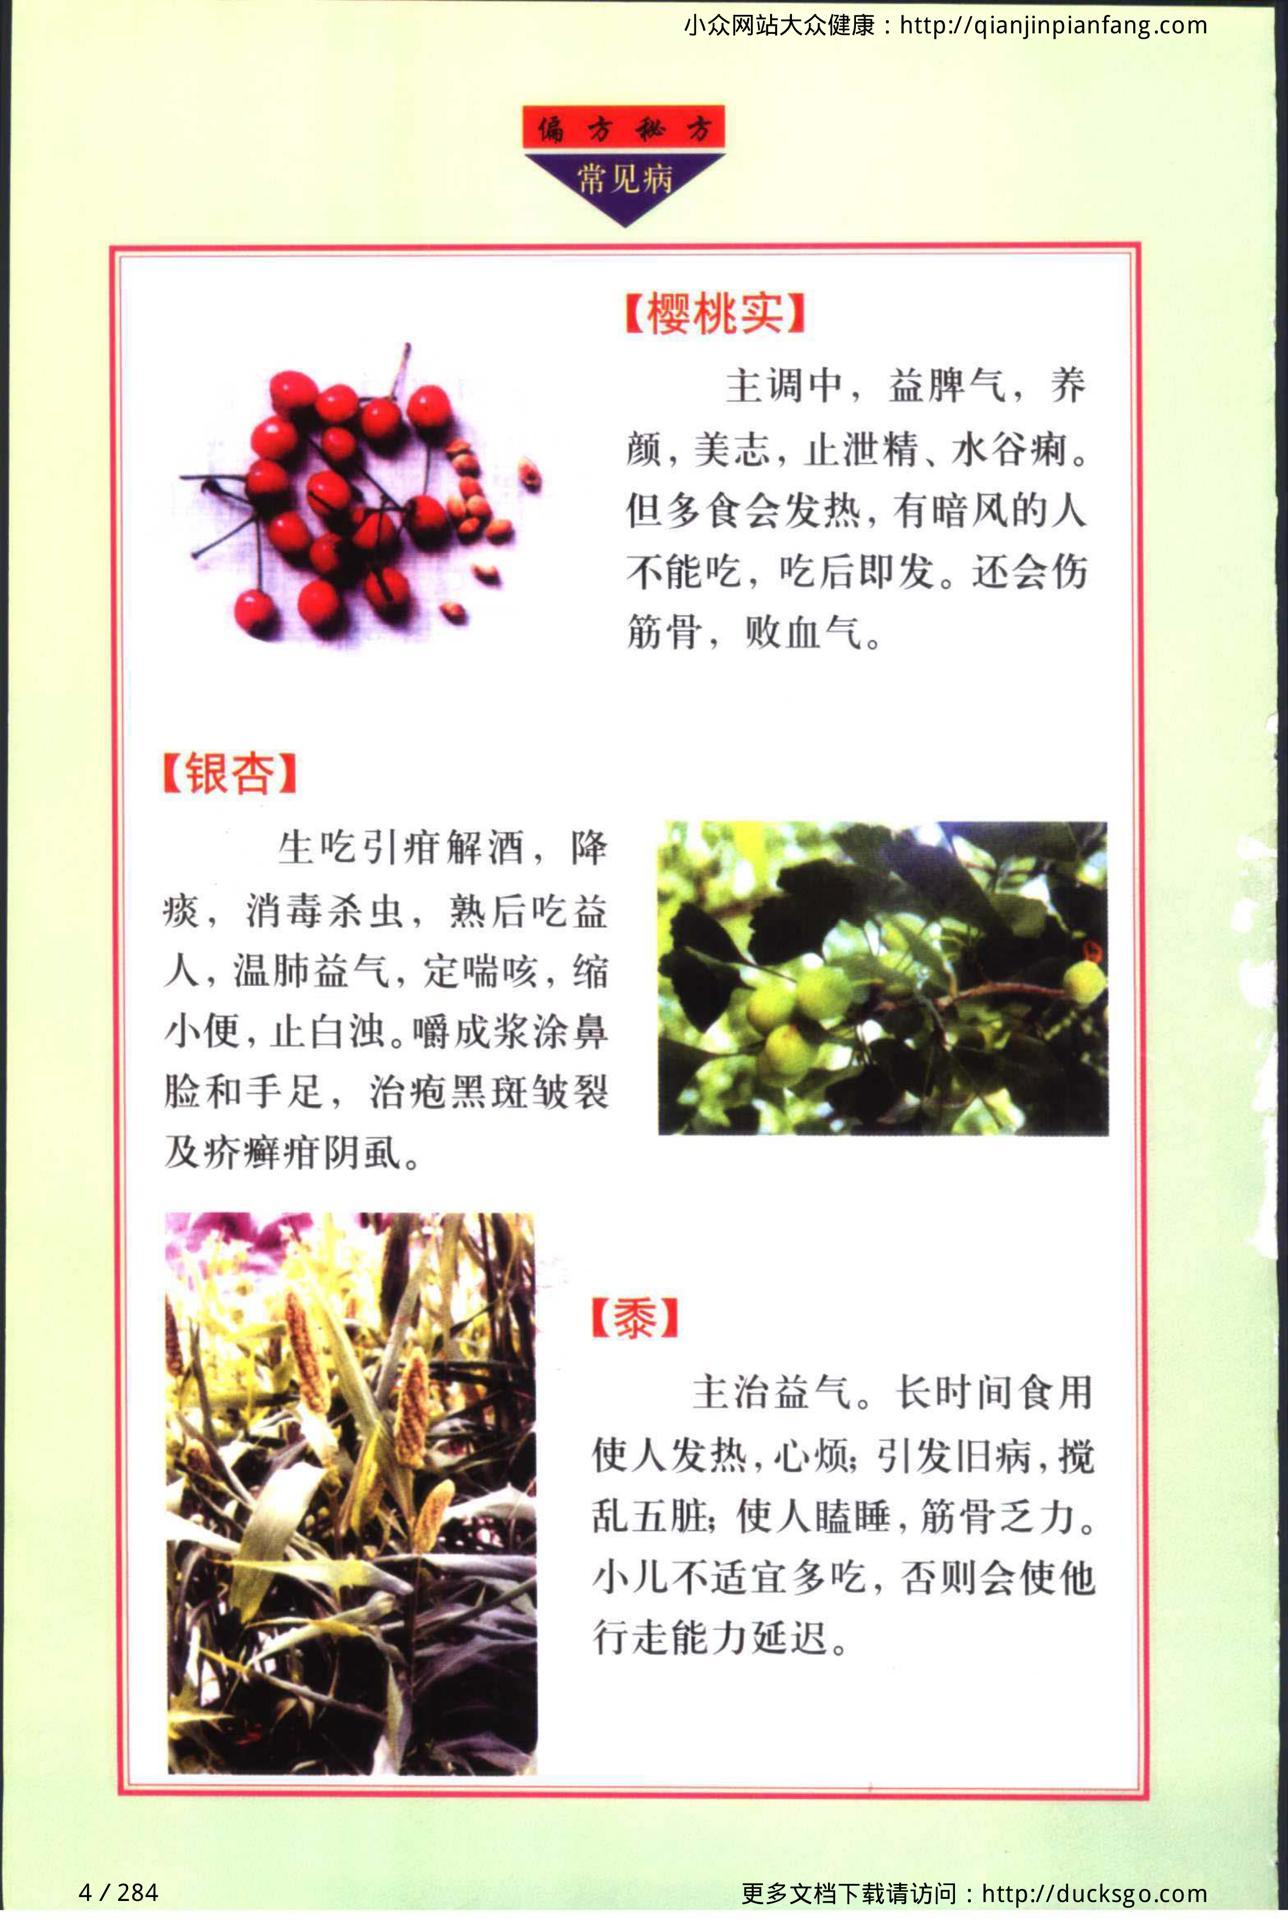 小众网站大众健康：http://qianjinpianfang.com
偏方秘方
常见病
【樱桃实】
主调中，益脾气，养
颜，美志，止泄精、水谷痢。
但多食会发热，有暗风的人
不能吃，吃后即发。还会伤
筋骨，败血气。
【银杏】
生吃引疳解酒，降
痰，消毒杀虫，熟后吃益
人，温肺益气，定喘咳，缩
小便，止白浊。嚼成浆涂鼻
脸和手足，治疱黑斑皱裂
及疥癣疳阴虱。
【黍】
主治益气。长时间食用
使人发热，心烦；引发旧病，搅
乱五脏；使人瞌睡，筋骨乏力。
小儿不适宜多吃，否则会使他
行走能力延迟。
4 / 284
更多文档下载请访问：http://ducksgo.com